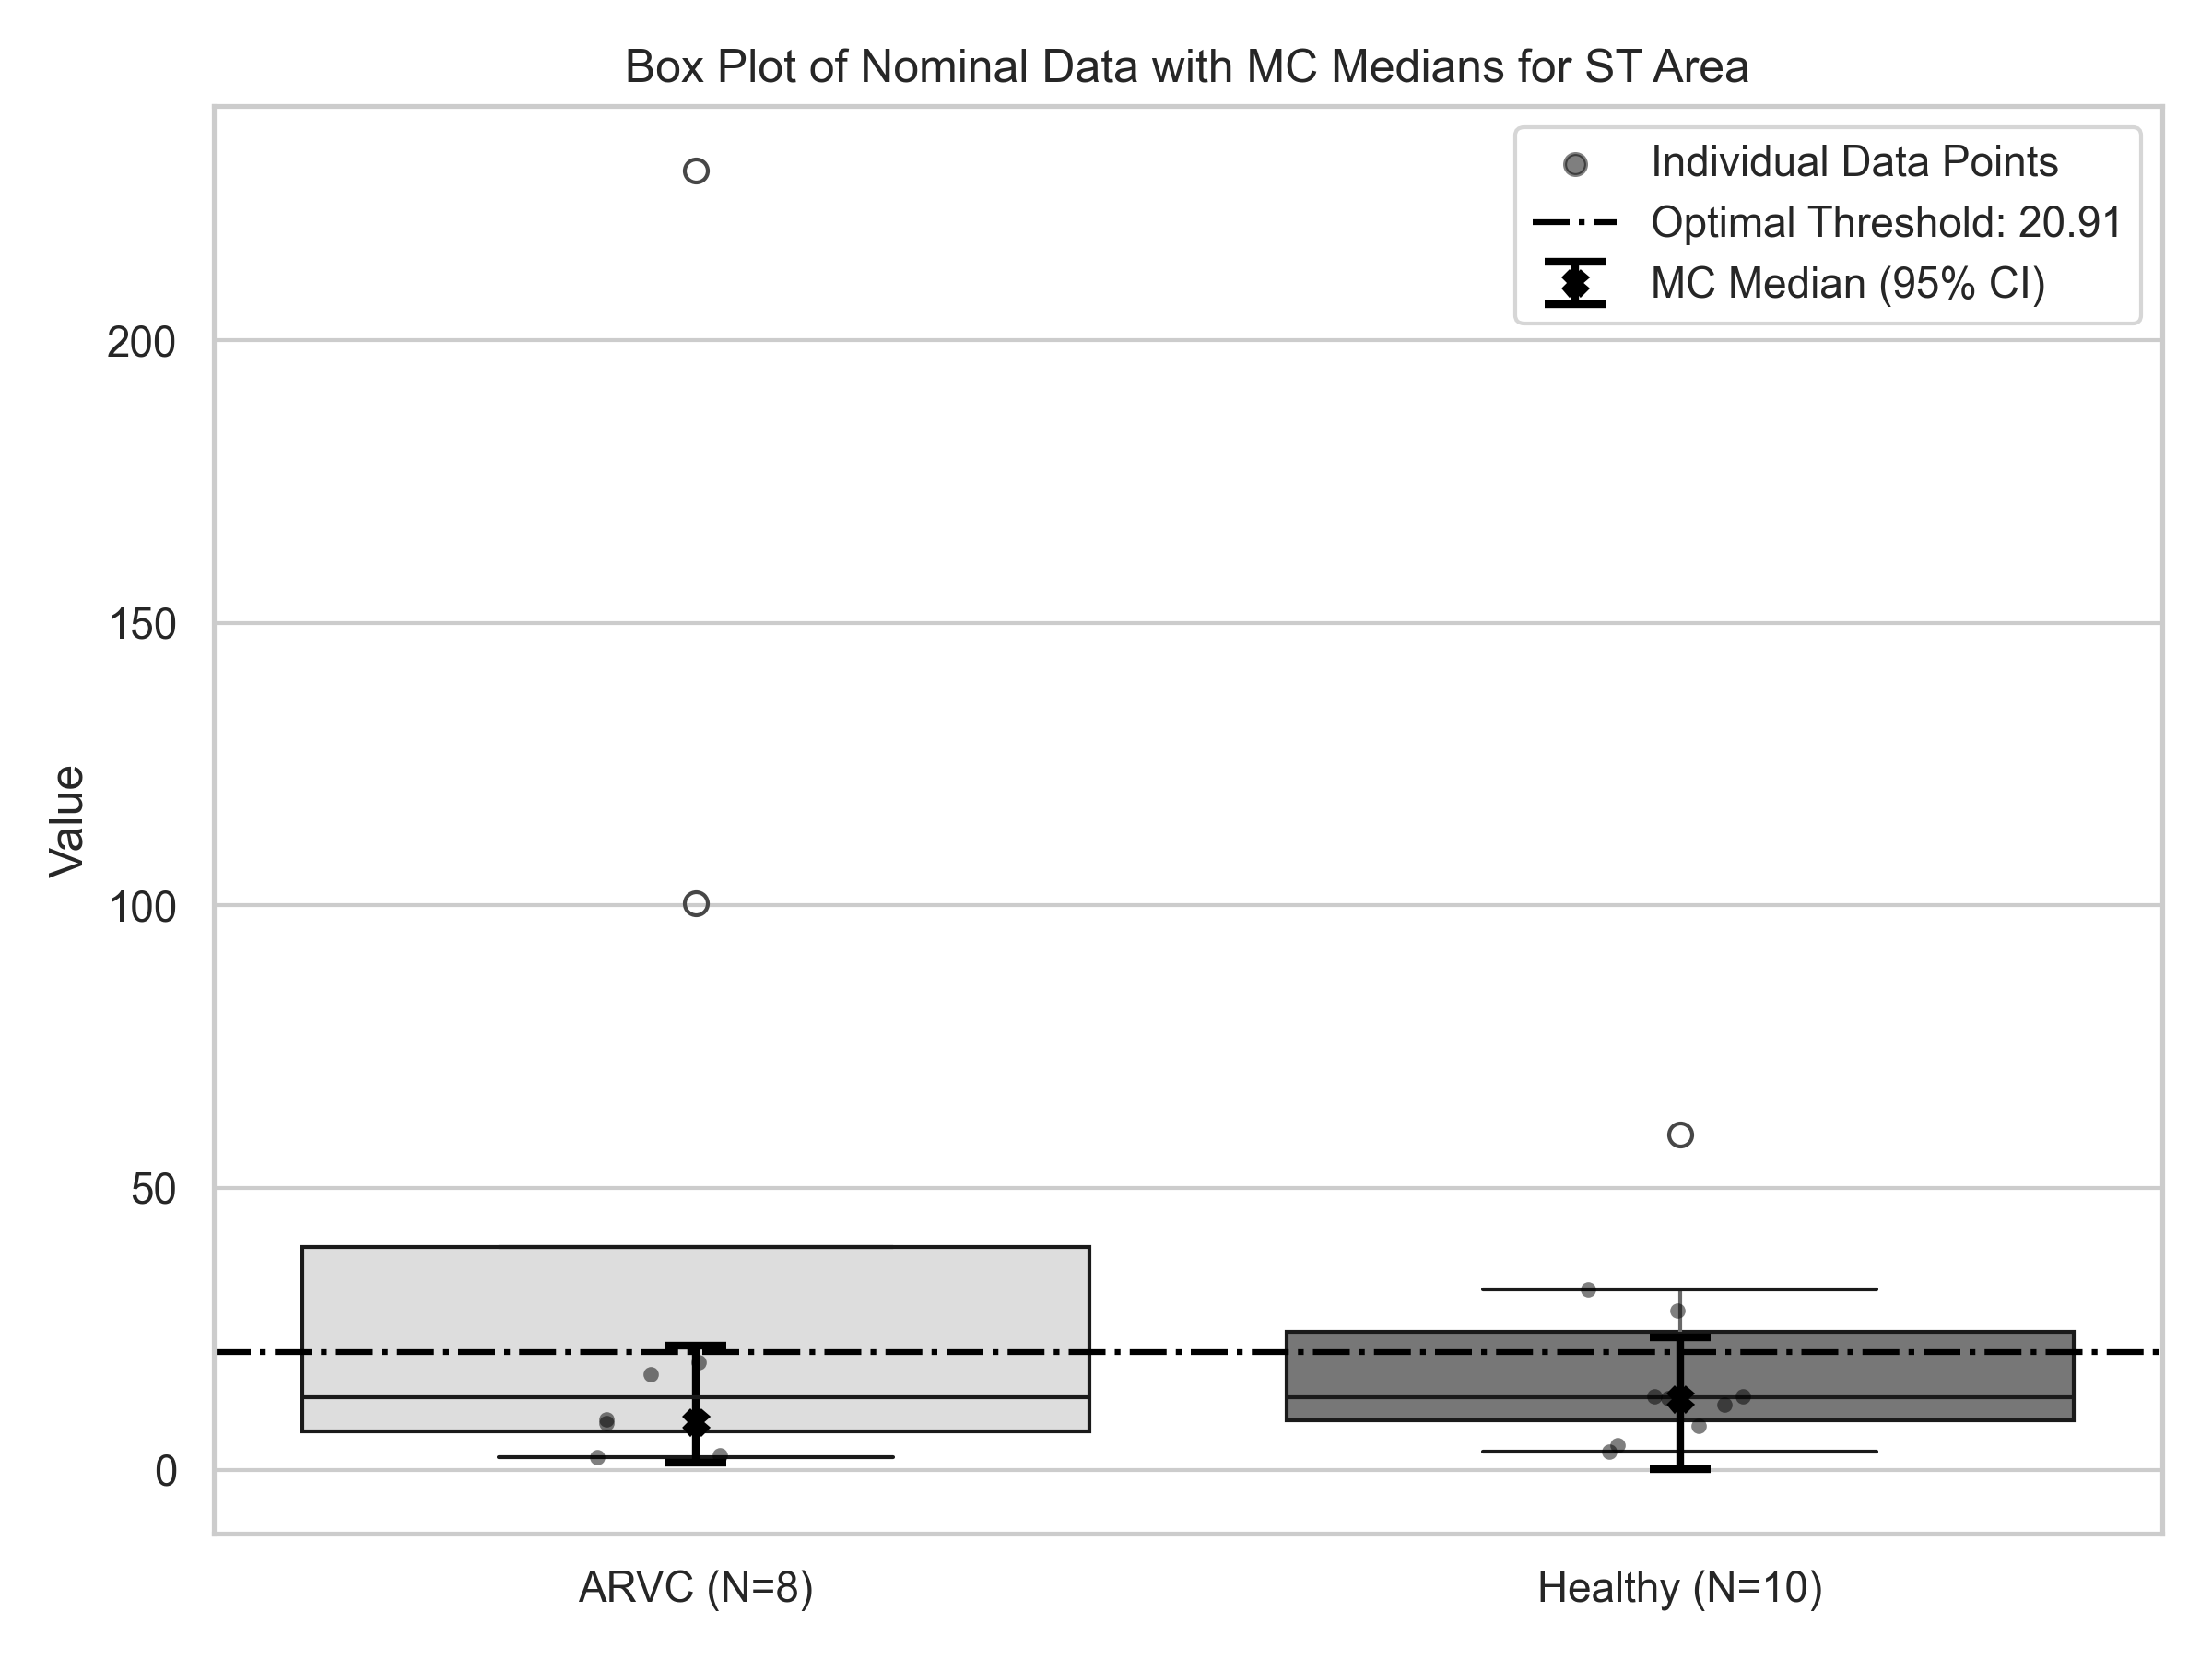 Box Plot of Nominal Data with MC Medians for ST Area
Individual Data Points
Optimal Threshold: 20.91
MC Median (95% CI)
Value
200
150
100
50
0
ARVC (N=8)
Healthy (N=10)